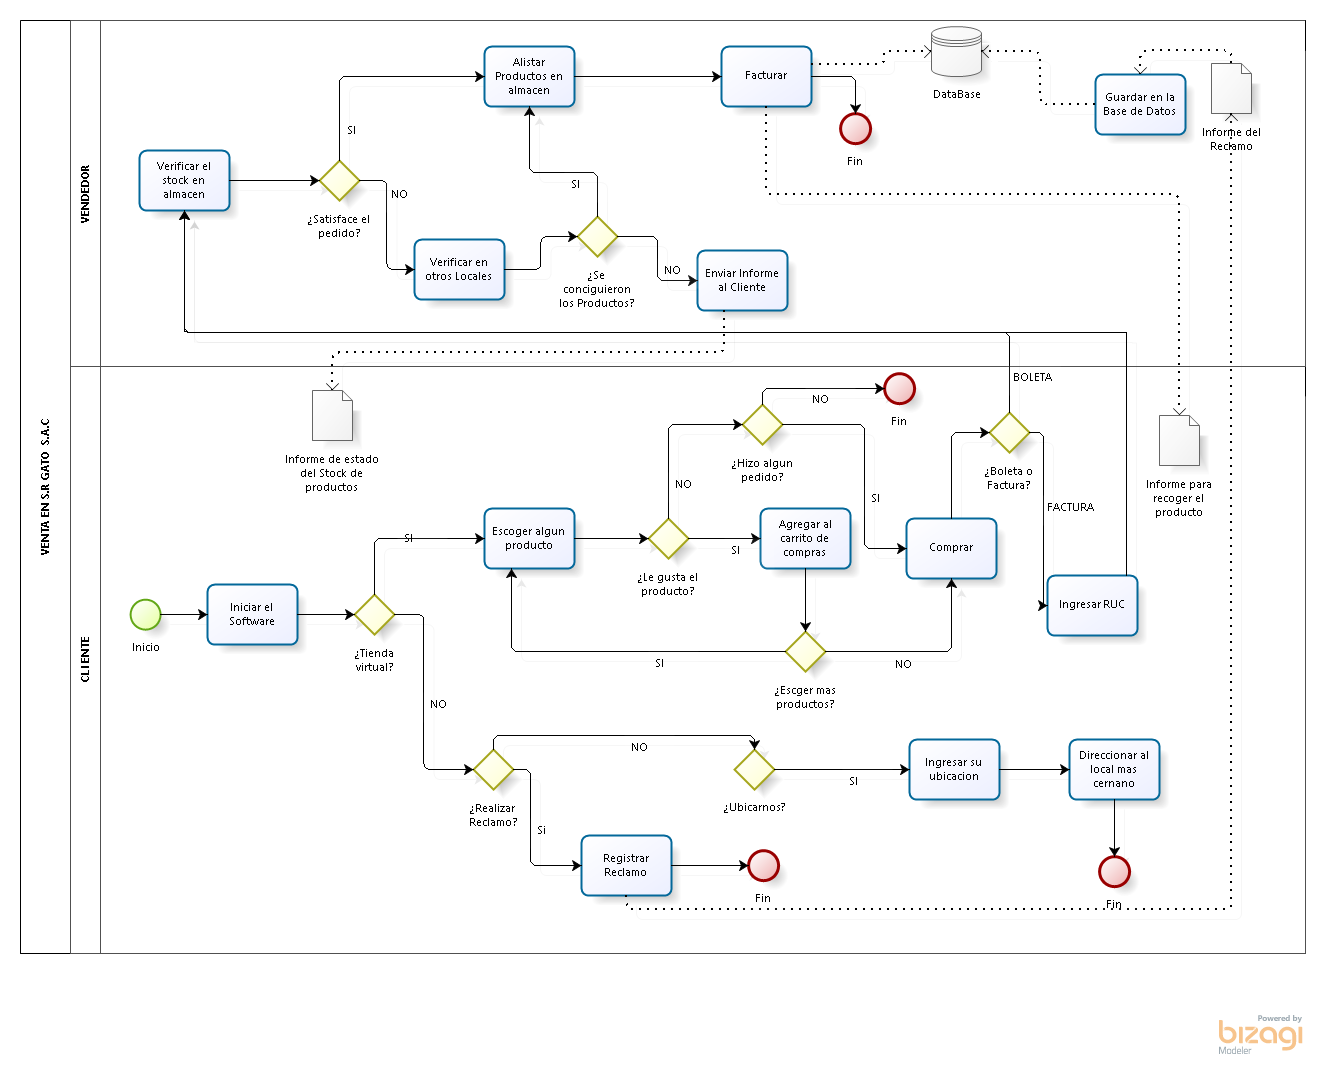 VENTA EN S.R GATO  S.A.C
VENDEDOR
Verificar el
stock en
almacen
SI
¿Satisface el
pedido?
NO
Alistar
Productos en
almacen
Verificar en
otros Locales
SI
¿Se
conciguieron
los Productos?
NO
Enviar Informe
al Cliente
Facturar
Fin
DataBase
Guardar en la
Base de Datos
Informe del
Reclamo
CLIENTE
Informe de estado
del Stock de
productos
Inicio
Iniciar el
Software
¿Tienda
virtual?
SI
NO
Escoger algun
producto
¿Le gusta el
producto?
NO
SI
¿Hizo algun
pedido?
NO
Fin
SI
Agregar al
carrito de
compras
¿Escger mas
productos?
SI
NO
Comprar
¿Boleta o
Factura?
BOLETA
FACTURA
Ingresar RUC
Informe para
recoger el
producto
¿Realizar
Reclamo?
NO
Si
Registrar
Reclamo
Fin
¿Ubicarnos?
SI
Ingresar su
ubicacion
Direccionar al
local mas
cernano
Fin
Powered by
bizagi
Modeler